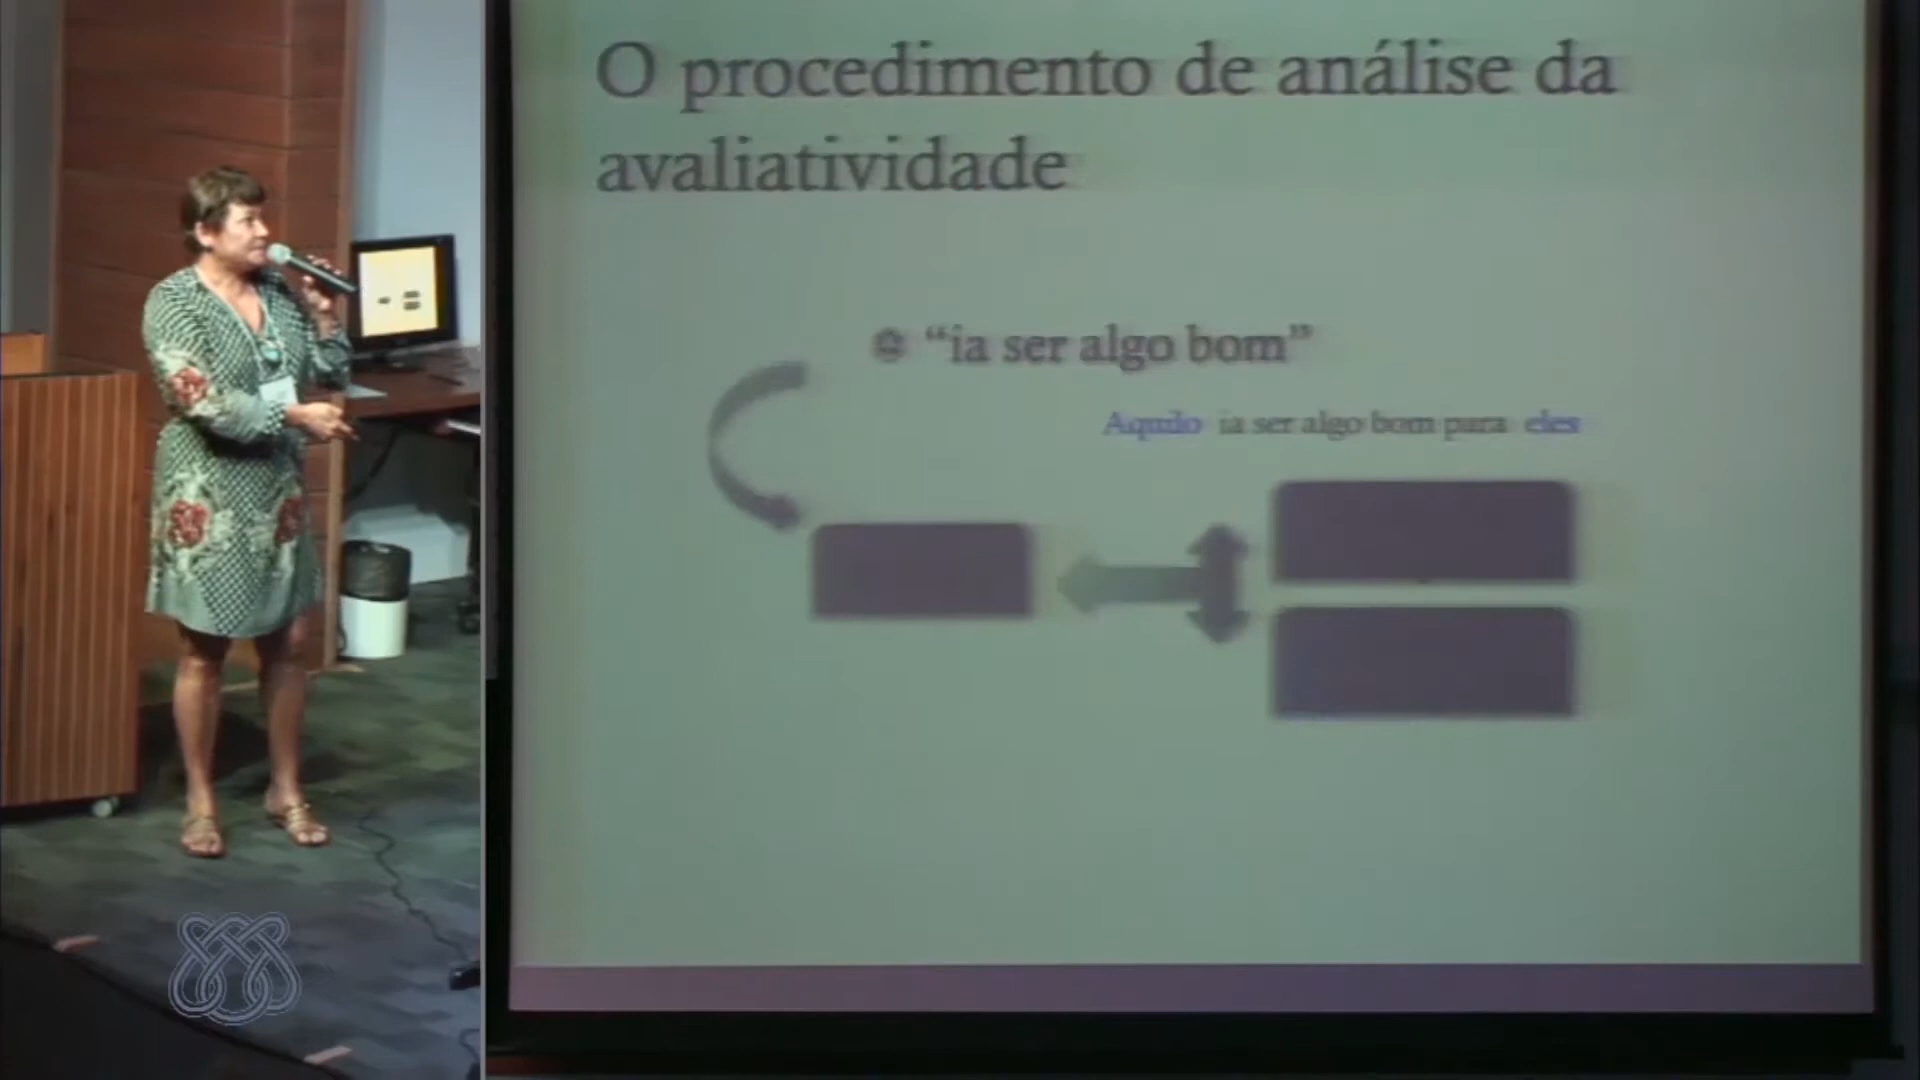 O procedimento de análise da
avaliatividade
“ia ser algo bom”
Aquilo ia ser algo bom para eles